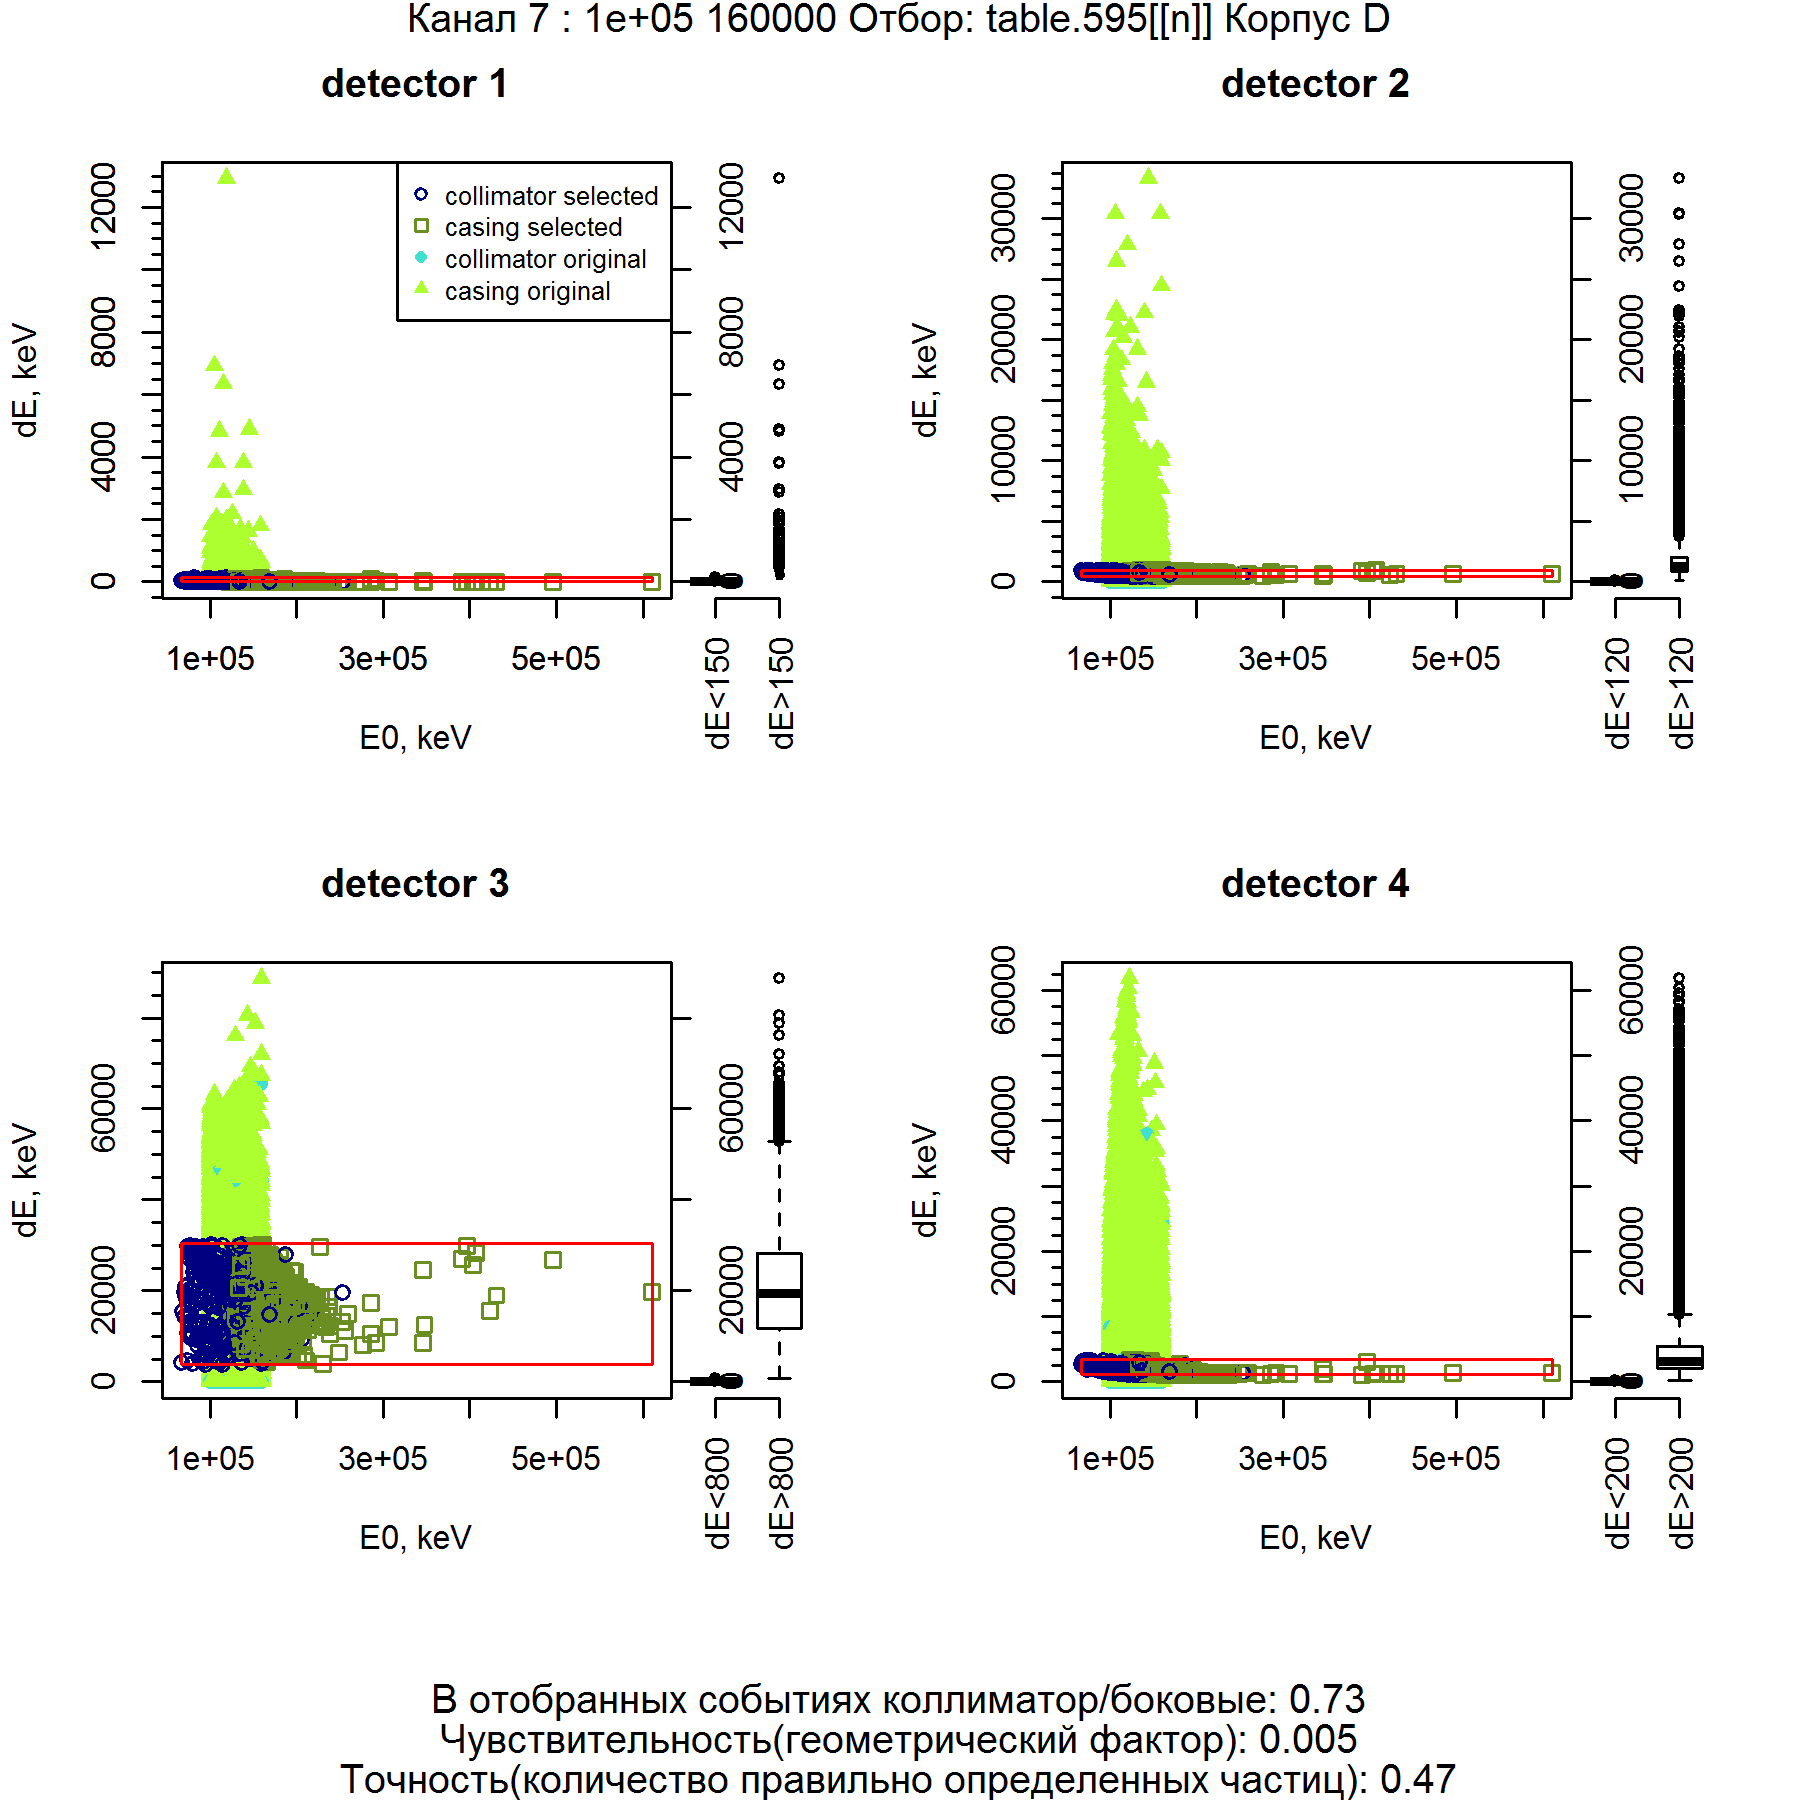 Канал 7 : 1e+05 160000 Отбор: table.595[[n]] Корпус D
detector 1
dE, keV
0 4000 8000 12000
collimator selected
casing selected
collimator original
casing original
1e+05 3e+05 5e+05
E0, keV
0 4000 8000 12000
dE<150
dE>150
detector 2
dE, keV
0 10000 20000 30000
1e+05 3e+05 5e+05
E0, keV
0 10000 20000 30000
dE<120
dE>120
detector 3
dE, keV
0 20000 60000
1e+05 3e+05 5e+05
E0, keV
0 20000 60000
dE<800
dE>800
detector 4
dE, keV
0 20000 40000 60000
1e+05 3e+05 5e+05
E0, keV
0 20000 40000 60000
dE<200
dE>200
В отобранных событиях коллиматор/боковые: 0.73
Чувствительность(геометрический фактор): 0.005
Точность(количество правильно определенных частиц): 0.47